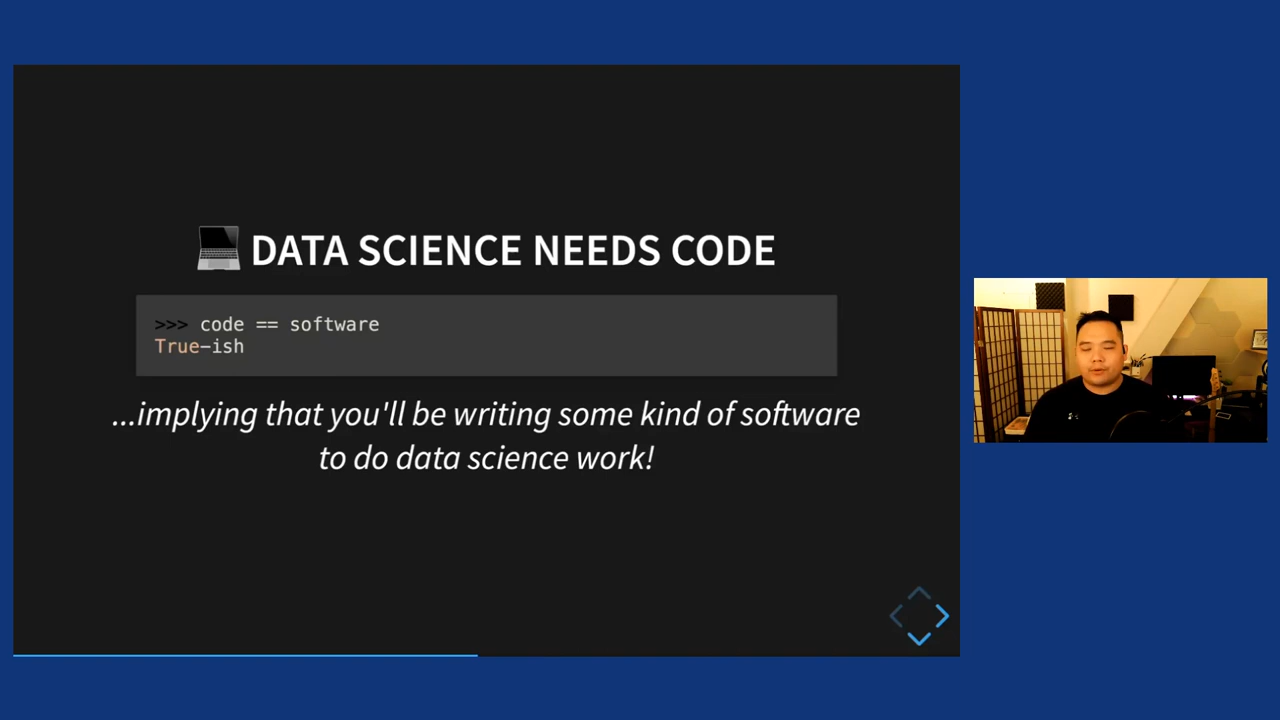 💻 DATA SCIENCE NEEDS CODE
>>> code == software
True-ish
...implying that you'll be writing some kind of software
to do data science work!